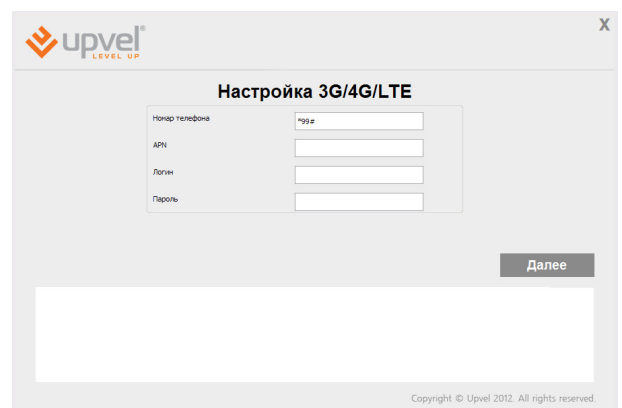 X
upvel®
LEVEL UP
Настройка 3G/4G/LTE
Номар телефона
*99#
APN
Логин
Пароль
Далее
Copyright © Upvel 2012. All rights reserved.